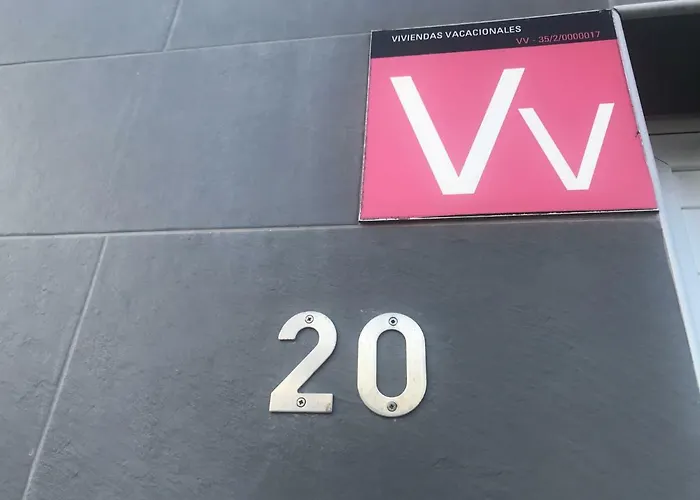 VIVIENDAS VACACIONALES
VV - 35/2/0000017
Vv
20